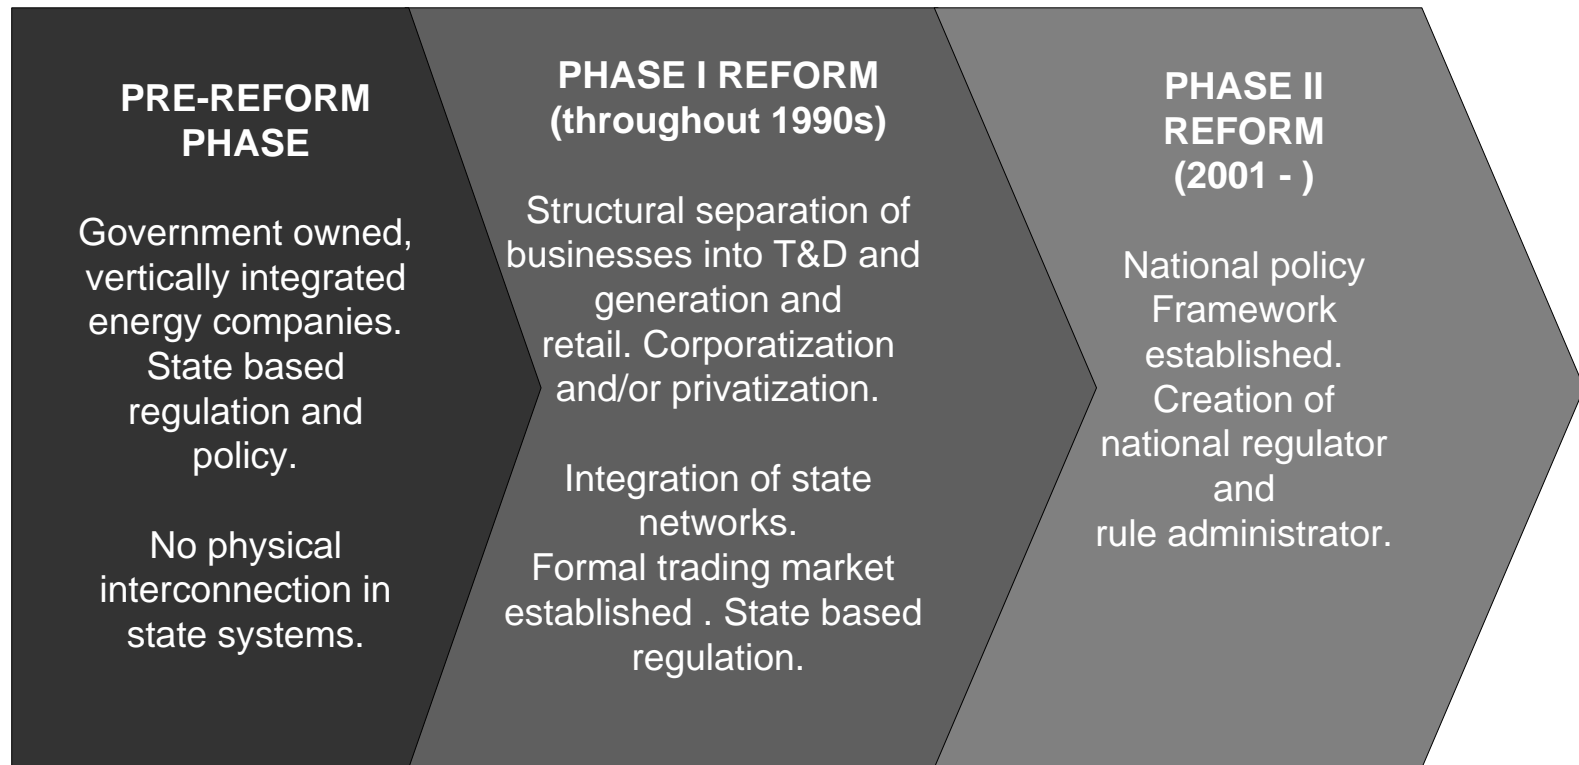 PRE-REFORM
PHASE
Government owned,
vertically integrated
energy companies.
State based
regulation and
policy.
No physical
interconnection in
state systems.
PHASE I REFORM
(throughout 1990s)
Structural separation of
businesses into T&D and
generation and
retail. Corporatization
and/or privatization.
Integration of state
networks.
Formal trading market
established . State based
regulation.
PHASE II
REFORM
(2001 - )
National policy
Framework
established.
Creation of
national regulator
and
rule administrator.